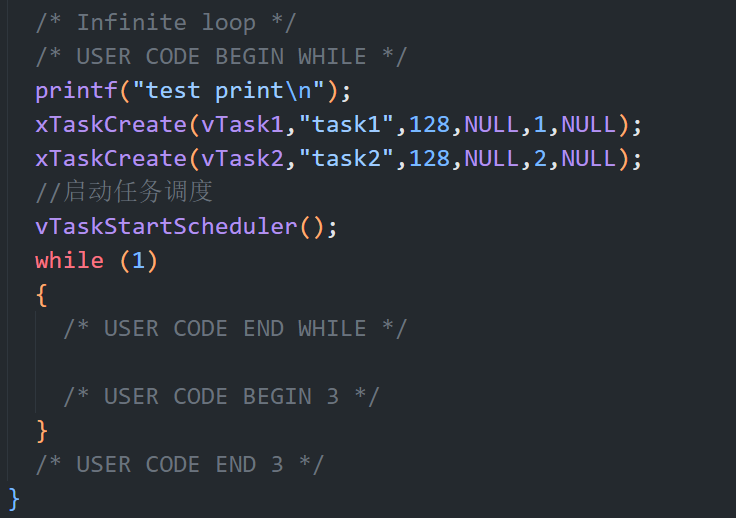 /* Infinite loop */
/* USER CODE BEGIN WHILE */
printf("test print\n");
xTaskCreate(vTask1,"task1",128,NULL,1,NULL);
xTaskCreate(vTask2,"task2",128,NULL,2,NULL);
//启动任务调度
vTaskStartScheduler();
while (1)
{
/* USER CODE END WHILE */
/* USER CODE BEGIN 3 */
}
/* USER CODE END 3 */
}